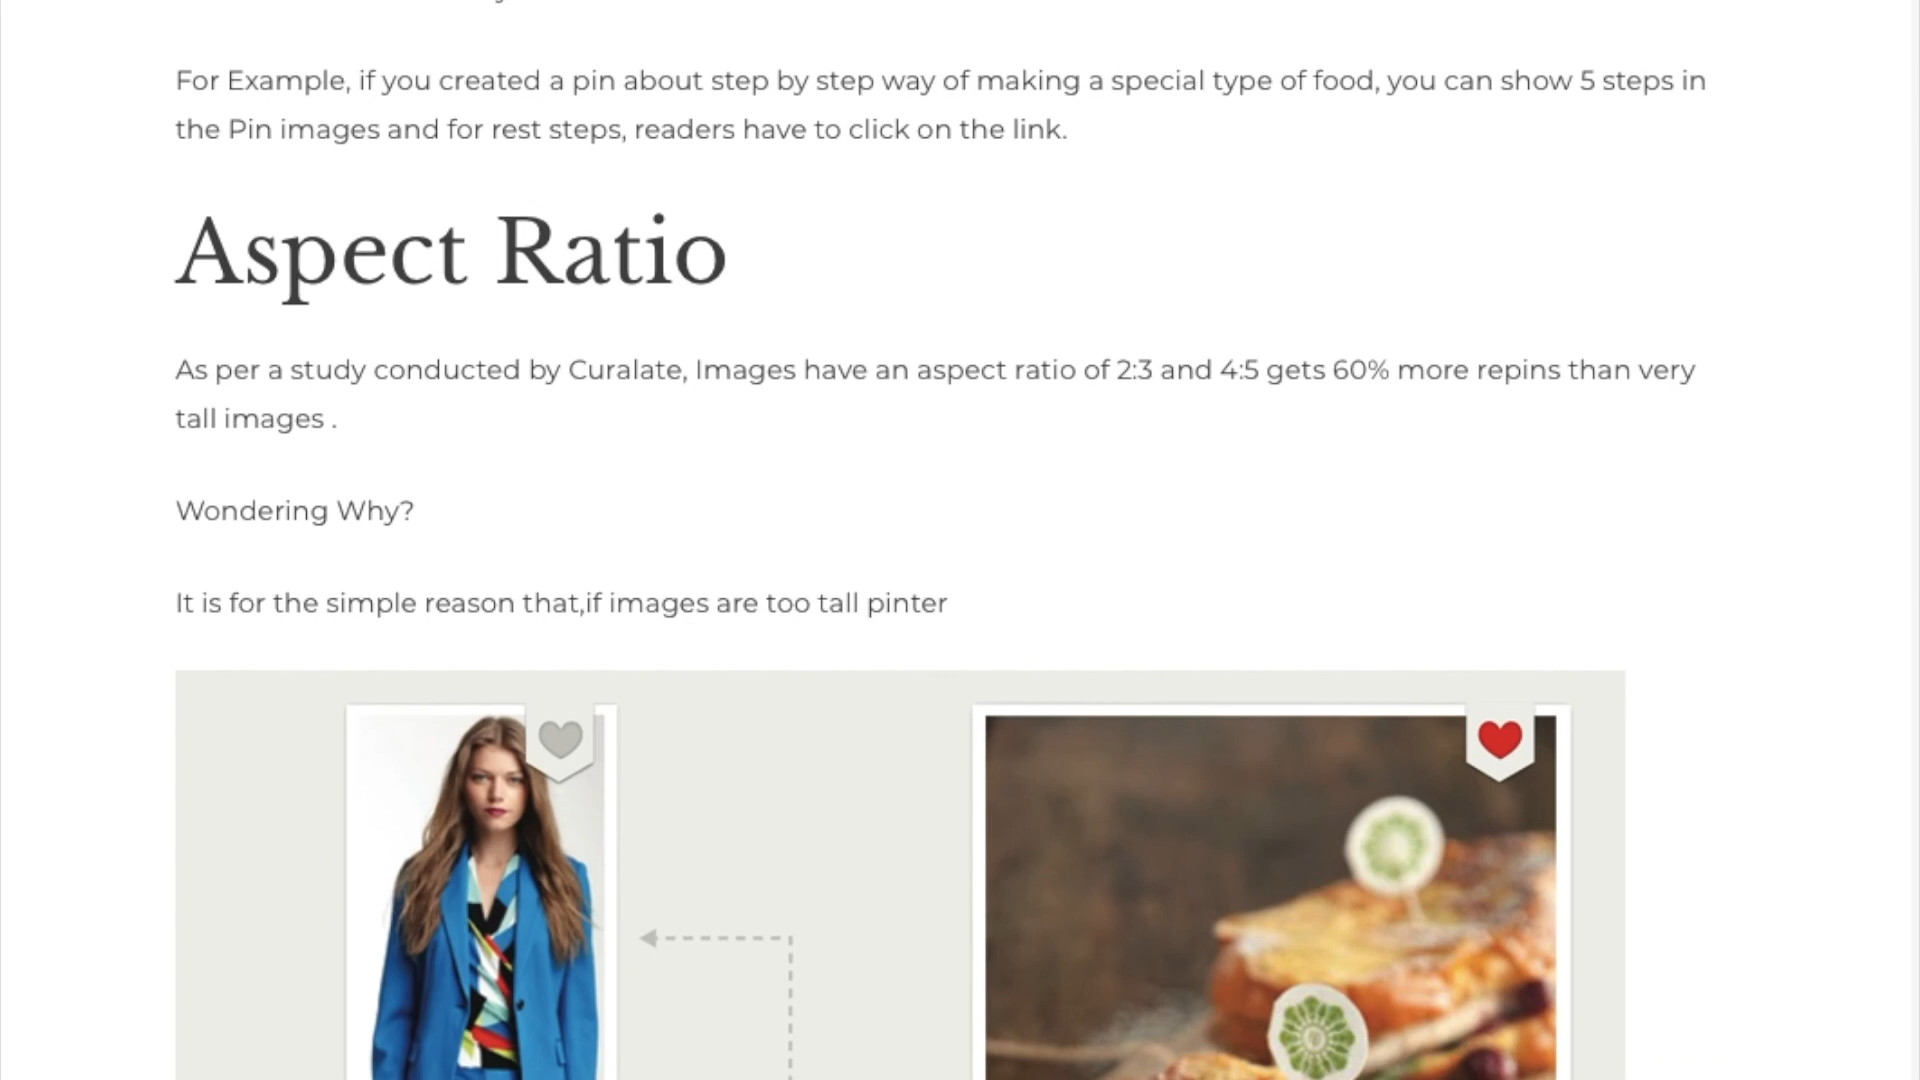 For Example, if you created a pin about step by step way of making a special type of food, you can show 5 steps in
the Pin images and for rest steps, readers have to click on the link.
Aspect Ratio
As per a study conducted by Curalate, Images have an aspect ratio of 2:3 and 4:5 gets 60% more repins than very
tall images .
Wondering Why?
It is for the simple reason that,if images are too tall pinter